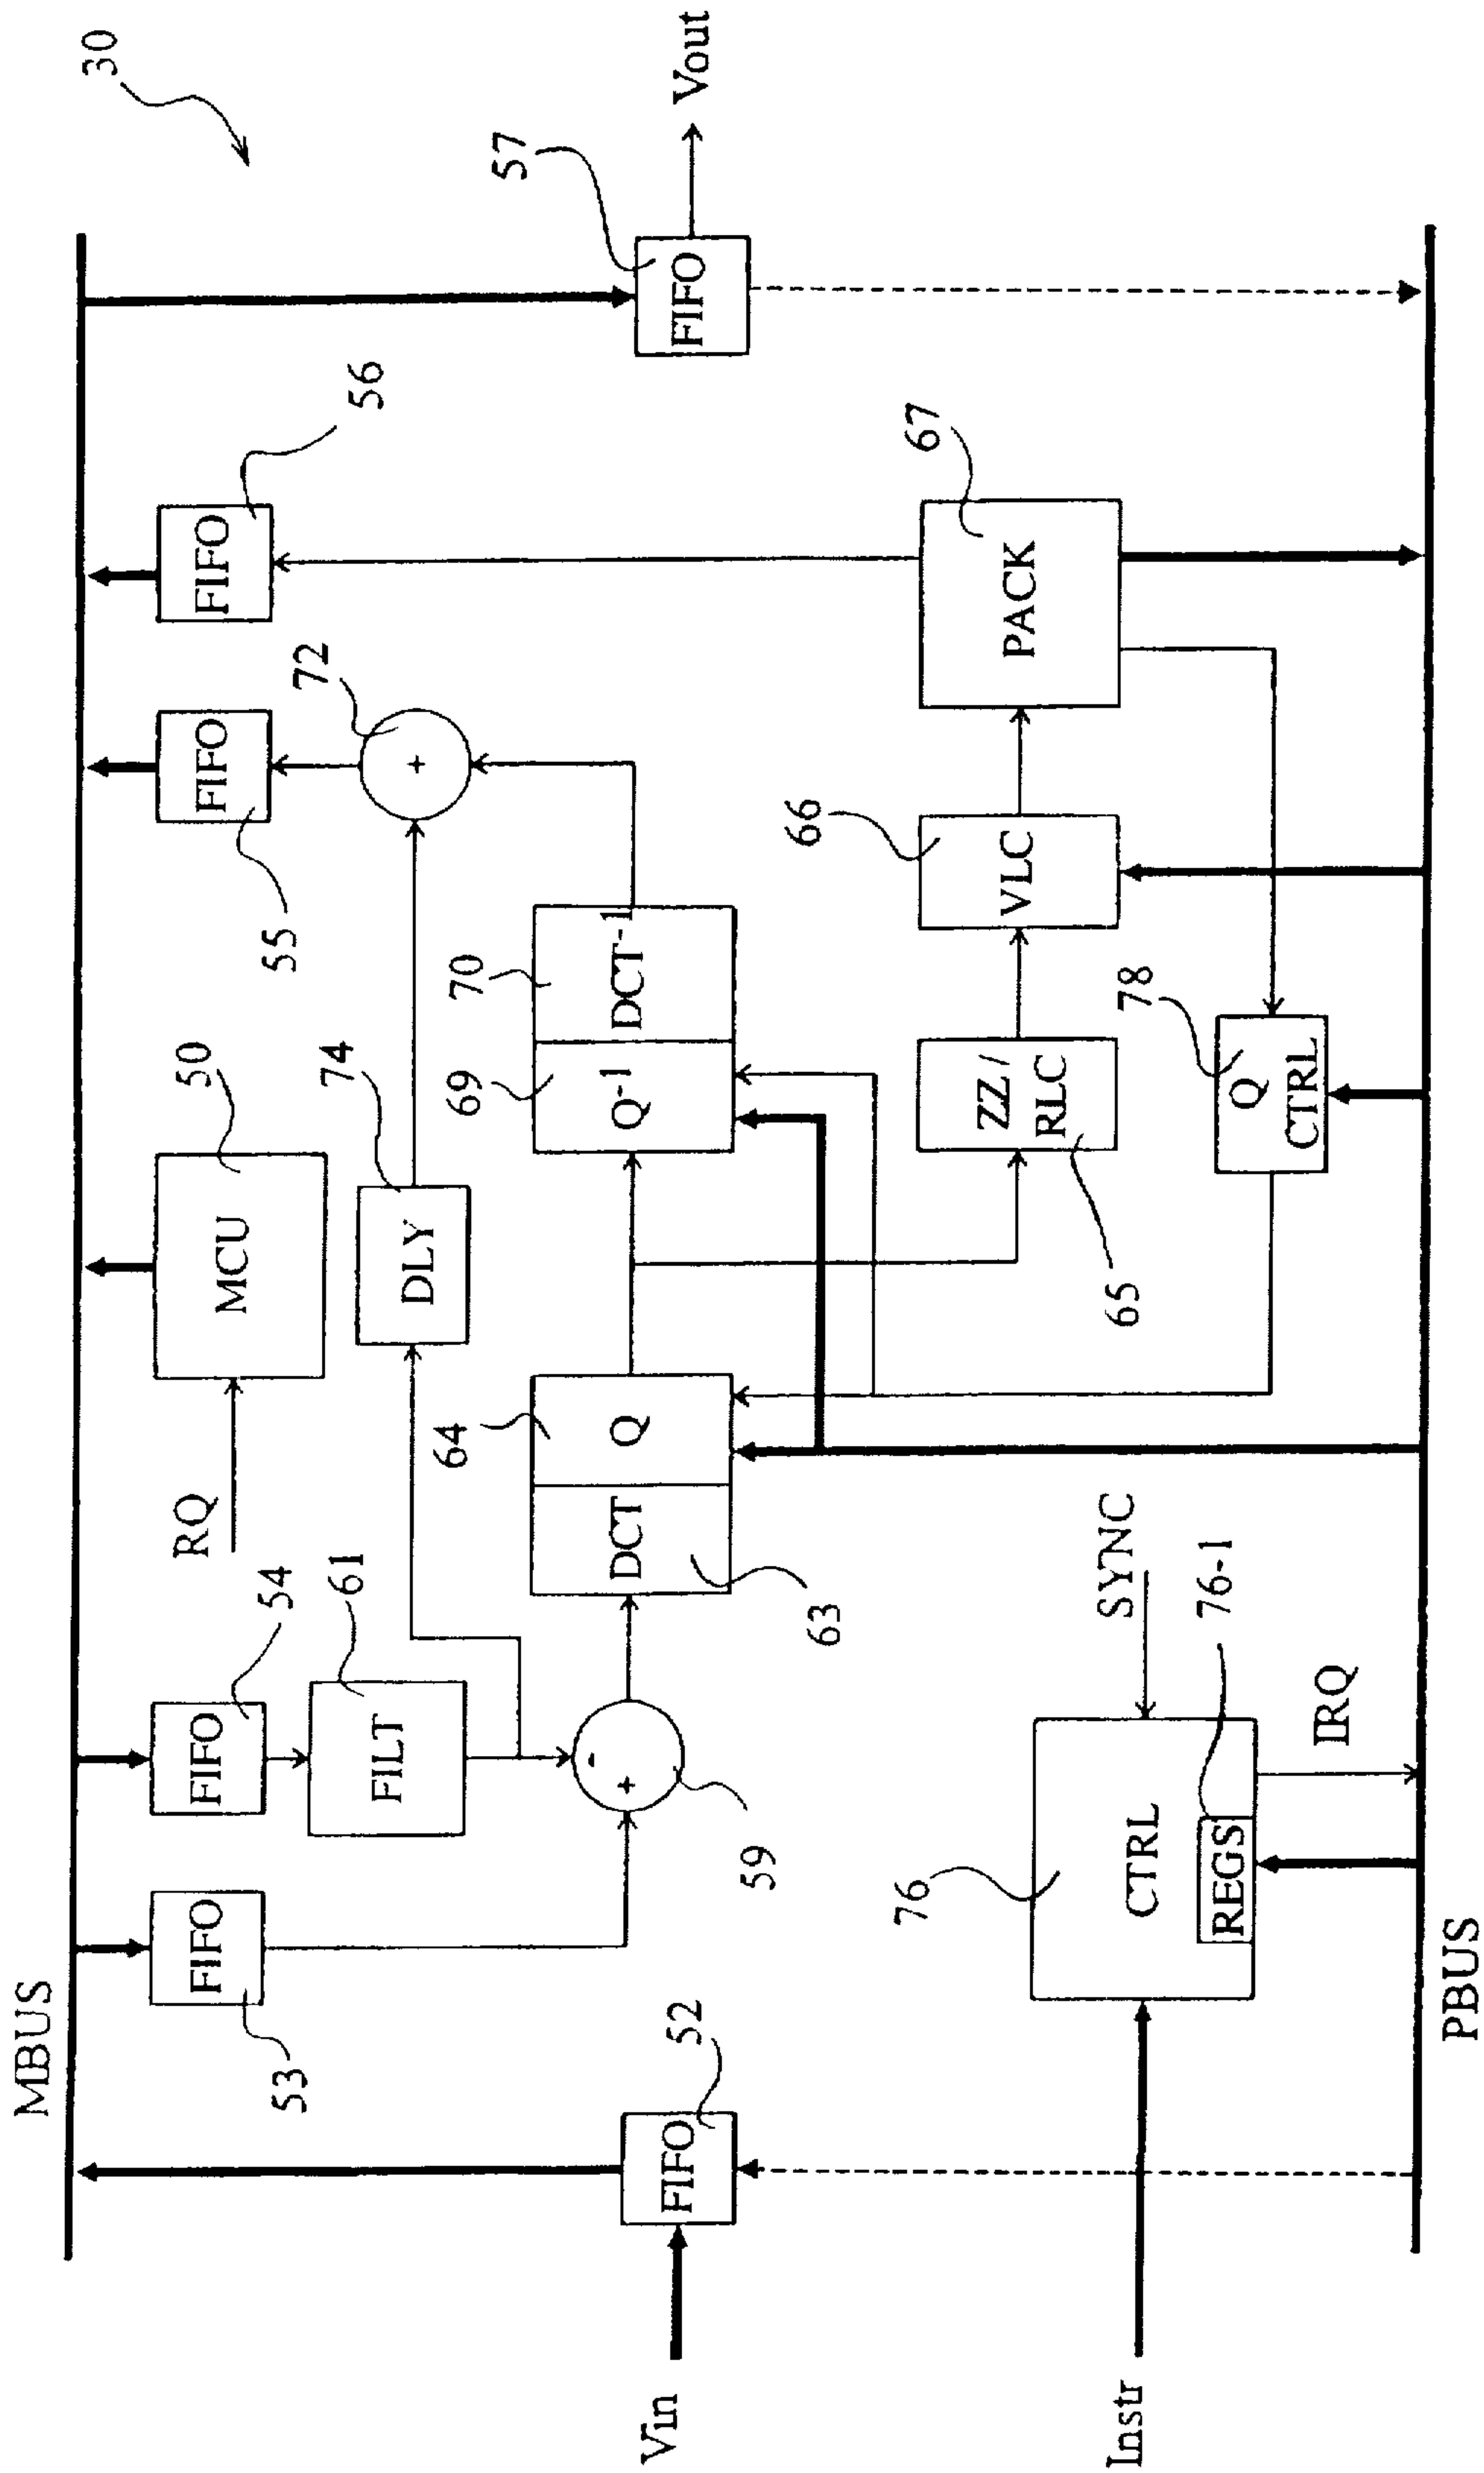 30
MBUS
FIFO
53
FIFO
54
RQ
MCU
50
FIFO
55
FIFO
56
FILT
61
DLY
74
+
72
Vin
FIFO
52
-
+
59
DCT
63
Q
64
Q-1
69
DCT-1
70
FIFO
57
Vout
Instr
CTRL
76
REGS
76-1
SYNC
IRQ
ZZ /
RLC
65
VLC
66
PACK
67
Q
CTRL
78
PBUS